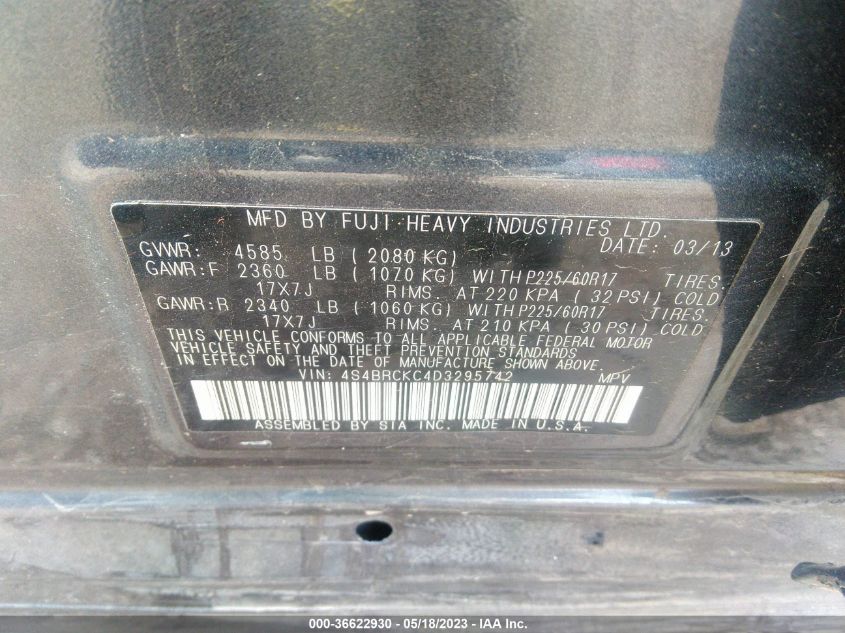 MFD BY FUJI HEAVY INDUSTRIES LTD.
DATE: 03/13
GVWR: 4585 LB ( 2080 KG)
GAWR:F 2360 LB ( 1070 KG) WITH P225/60R17 TIRES.
17X7J RIMS. AT 220 KPA ( 32 PSI) COLD
GAWR:R 2340 LB ( 1060 KG) WITH P225/60R17 TIRES.
17X7J RIMS. AT 210 KPA ( 30 PSI) COLD
THIS VEHICLE CONFORMS TO ALL APPLICABLE FEDERAL MOTOR
VEHICLE SAFETY AND THEFT PREVENTION STANDARDS
IN EFFECT ON THE DATE OF MANUFACTURE SHOWN ABOVE.
VIN: 4S4BRCKC4D3295742 MPV
ASSEMBLED BY SIA INC. MADE IN U.S.A.
000-36622930 - 05/18/2023 - IAA Inc.